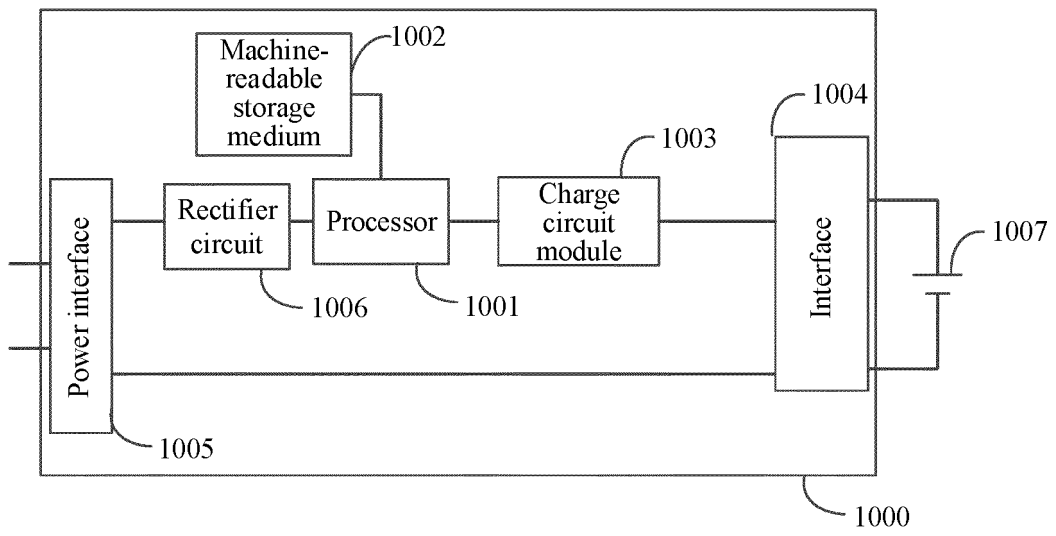 1002
Machine-
readable
storage
medium
1004
1003
Charge
circuit
module
Rectifier
circuit
Processor
1007
Power interface
Interface
1006
1001
1005
1000